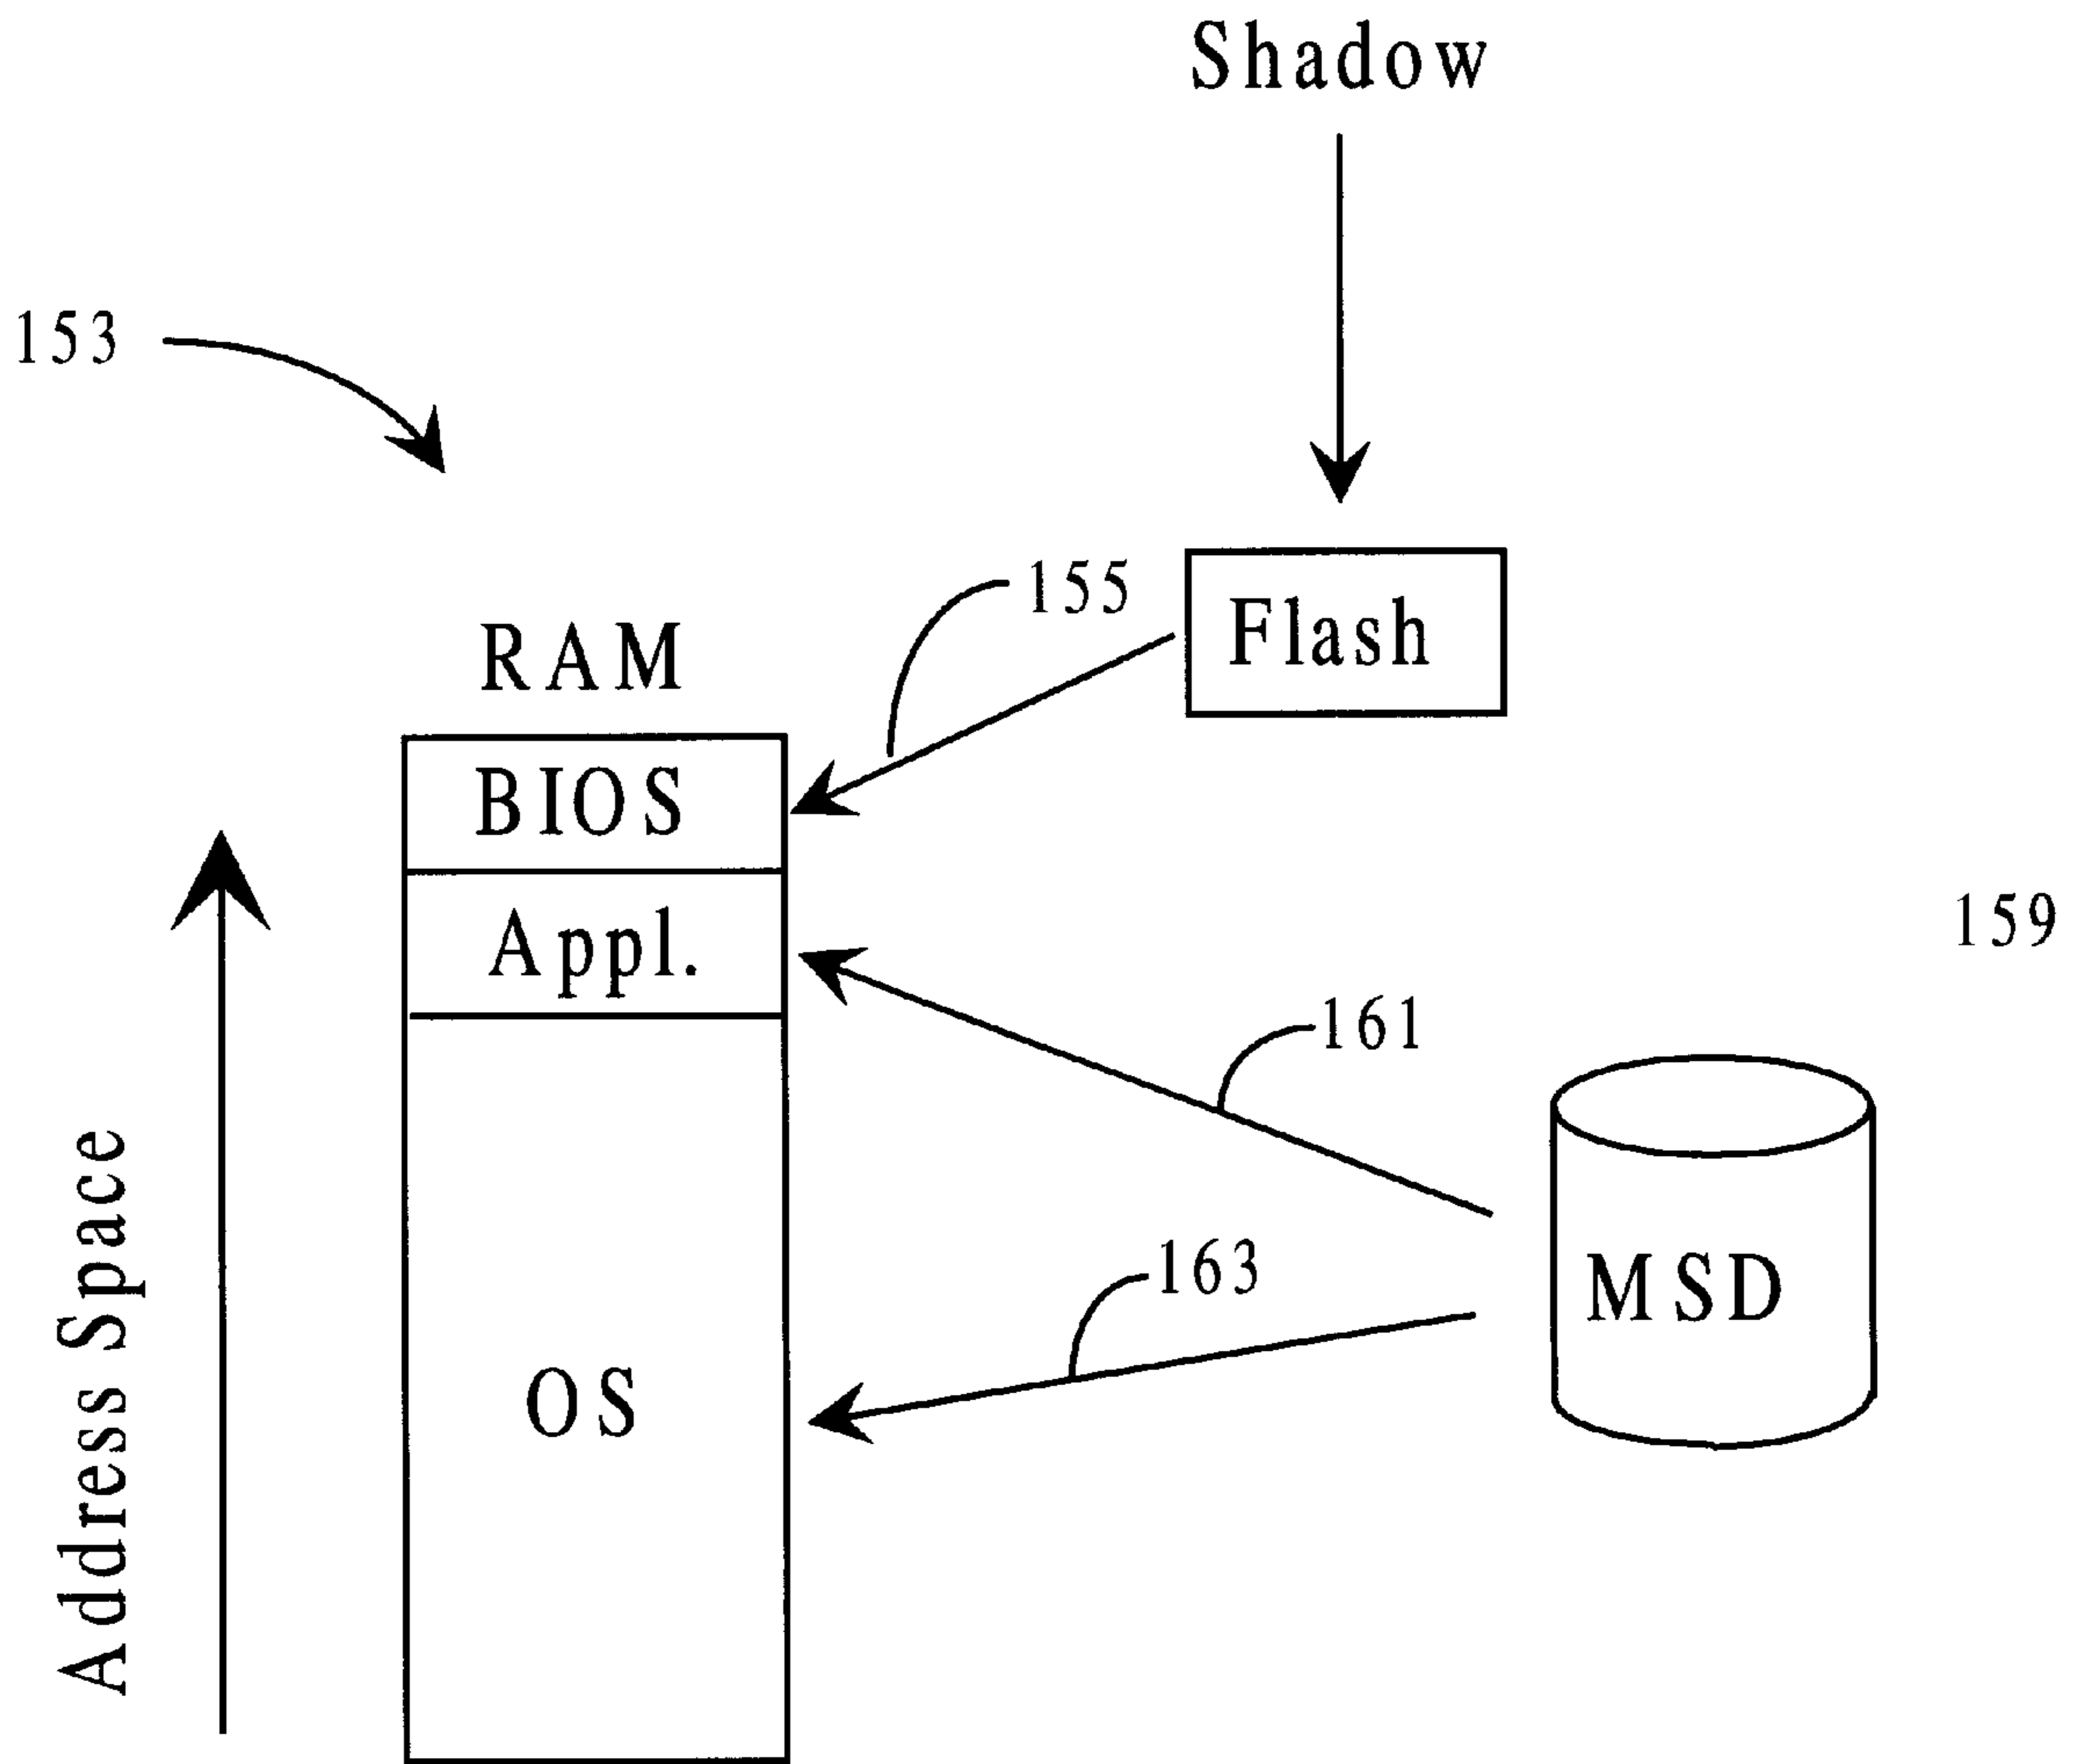 Shadow
153
155
Flash
RAM
BIOS
Appl.
159
161
MSD
163
OS
Address Space